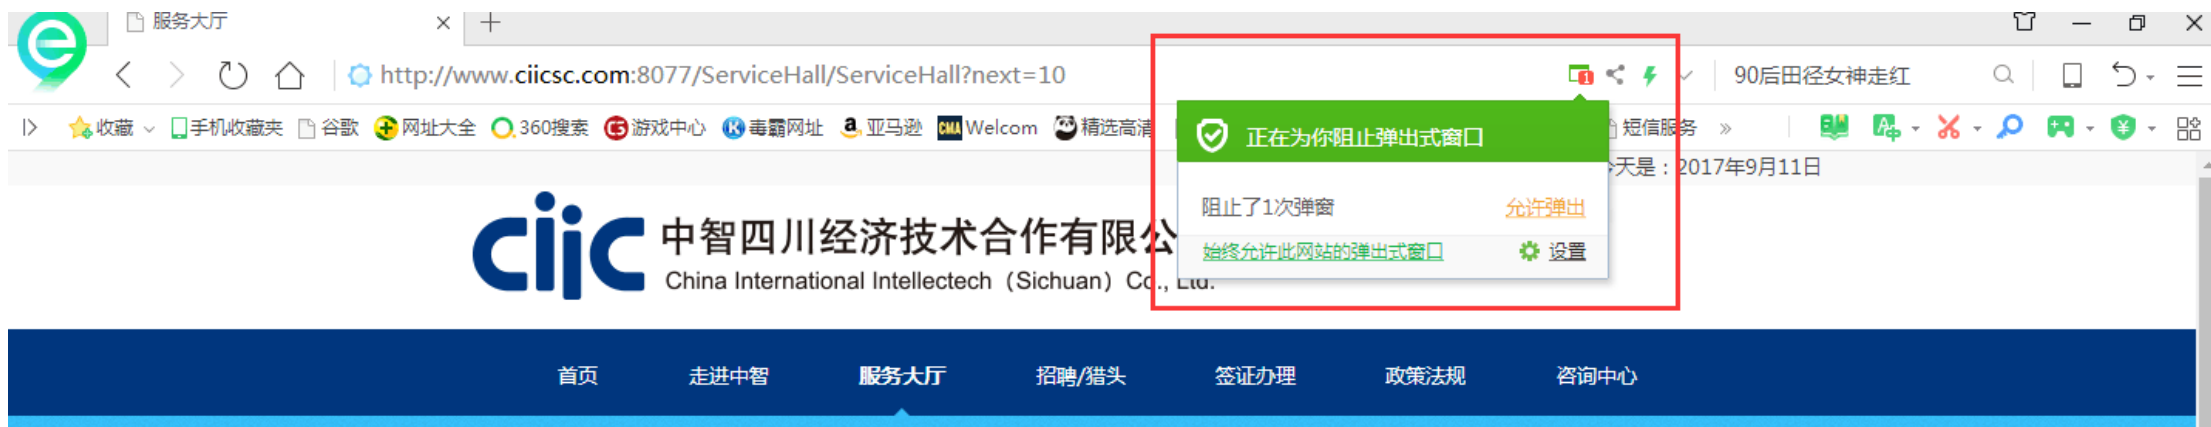 服务大厅
http://www.ciicsc.com:8077/ServiceHall/ServiceHall?next=10
1
90后田径女神走红
收藏 手机收藏夹 谷歌 网址大全 360搜索 游戏中心 毒霸网址 亚马逊 CMA Welcom 精选高清 短信服务 »
正在为你阻止弹出式窗口
天是：2017年9月11日
阻止了1次弹窗 允许弹出
始终允许此网站的弹出式窗口 设置
ciic 中智四川经济技术合作有限公
China International Intellectech (Sichuan) Co., Ltd.
首页 走进中智 服务大厅 招聘/猎头 签证办理 政策法规 咨询中心